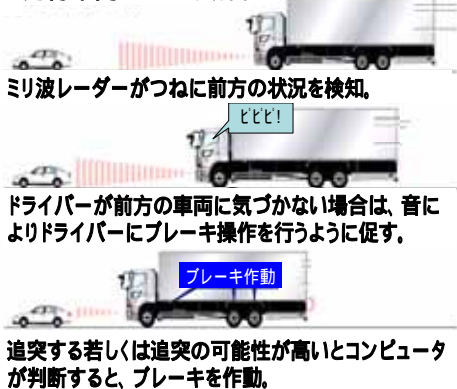 ミリ波レーダーがつねに前方の状況を検知。
ピピピ!
ドライバーが前方の車両に気づかない場合は、音に
よりドライバーにブレーキ操作を行うように促す。
ブレーキ作動
追突する若しくは追突の可能性が高いとコンピュータ
が判断すると、ブレーキを作動。